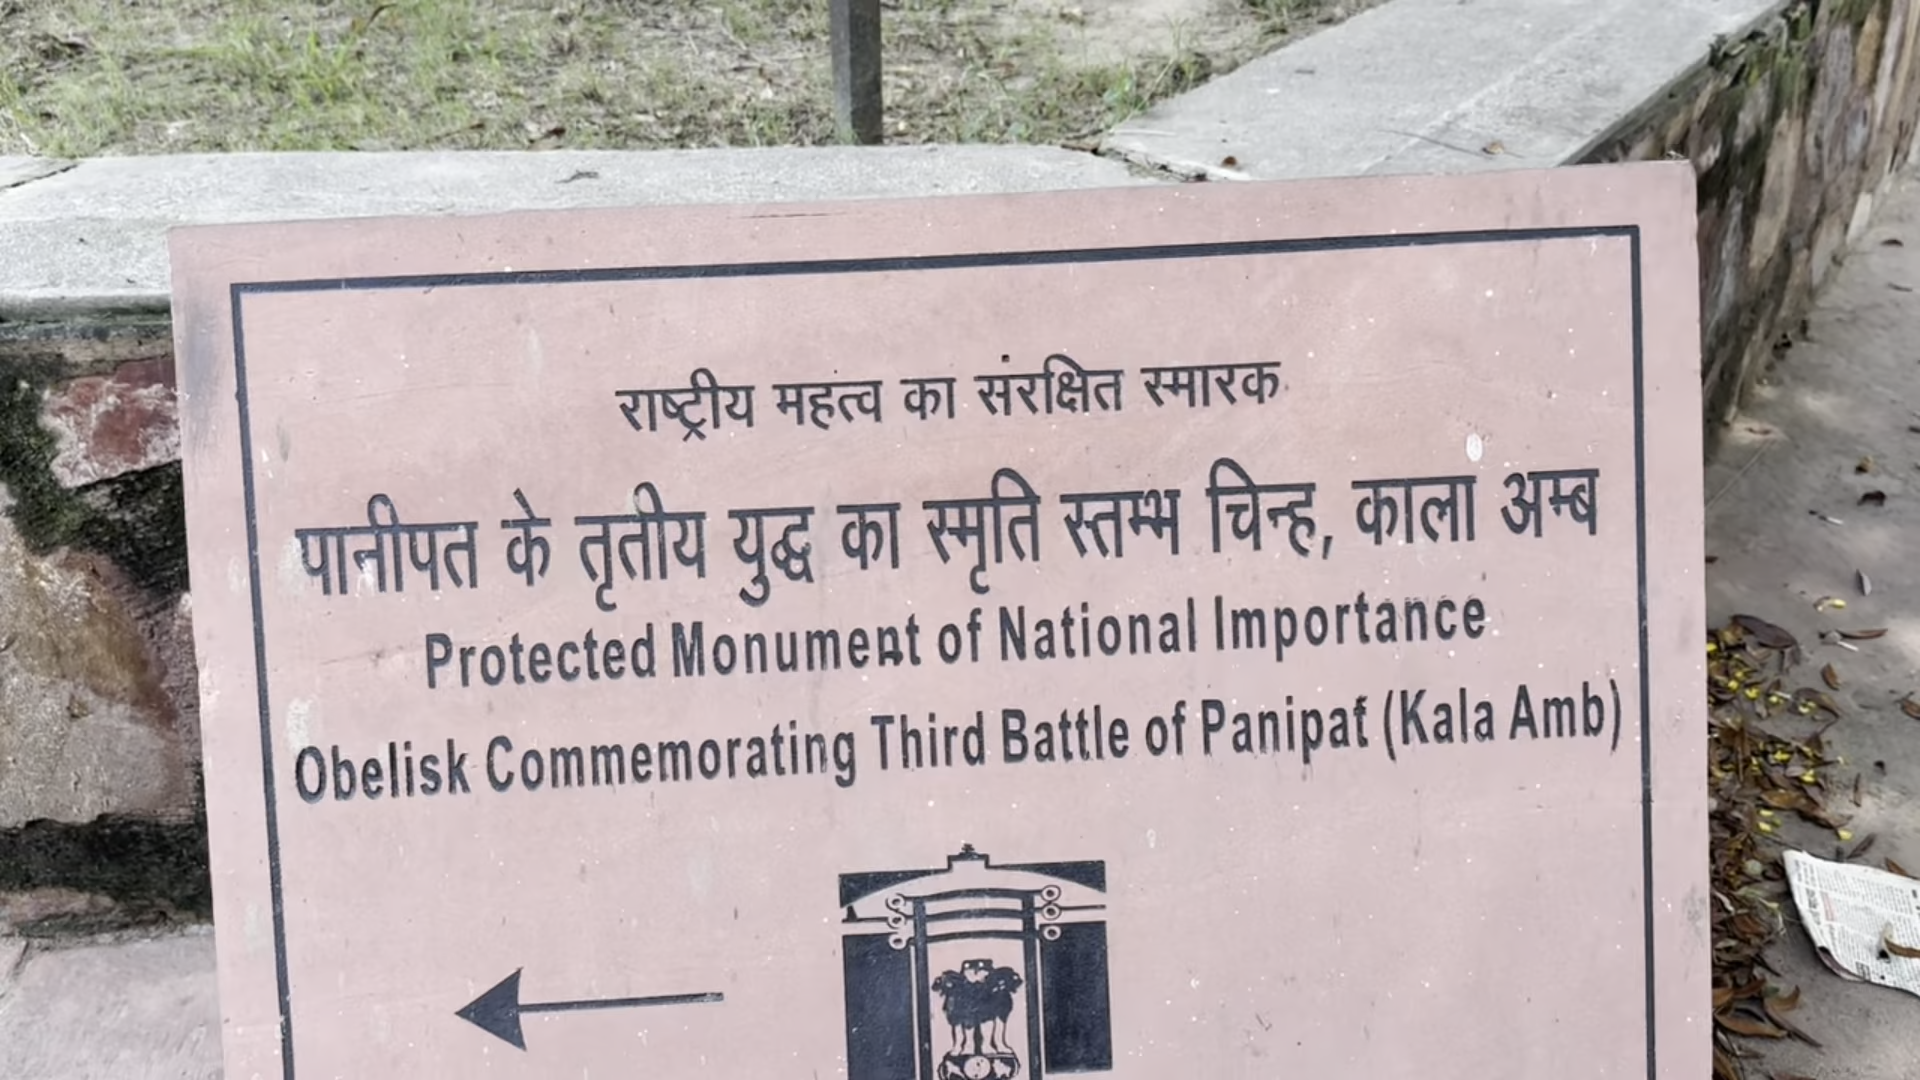 राष्ट्रीय महत्व का संरक्षित स्मारक
पानीपत के तृतीय युद्ध का स्मृति स्तम्भ चिन्ह, काला अम्ब
Protected Monument of National Importance
Obelisk Commemorating Third Battle of Panipat (Kala Amb)